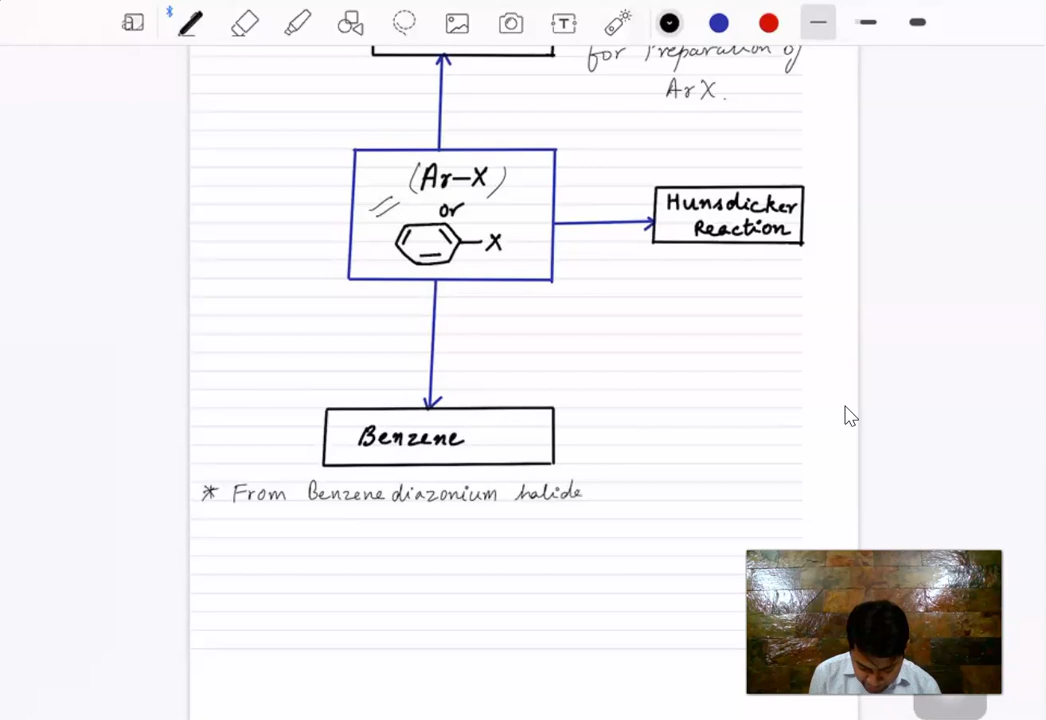 for Preparation of
ArX.
(Ar-X)
or
X
Hunsdicker
Reaction
Benzene
* From Benzene diazonium halide